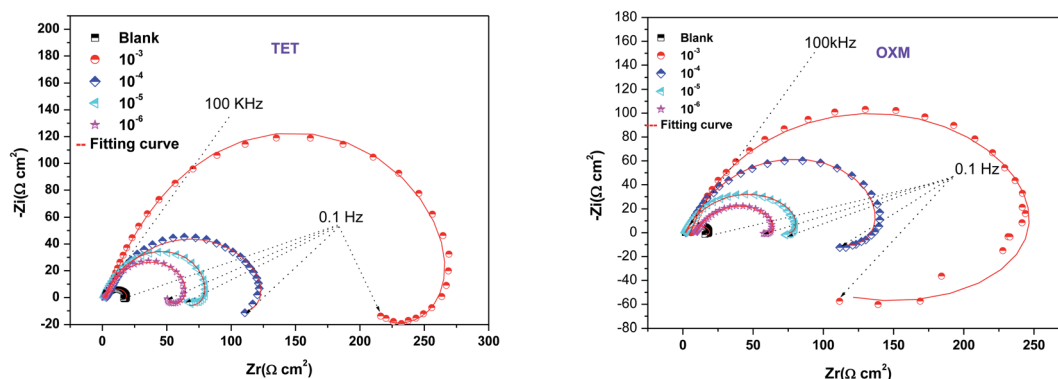 TET
Blank
10-3
10-4
10-5
10-6
Fitting curve
100 KHz
0.1 Hz
200
180
160
140
120
100
80
60
40
20
0
-20
0 50 100 150 200 250 300
-Zi(Ω cm²)
Zr(Ω cm²)
OXM
Blank
10-3
10-4
10-5
10-6
Fitting curve
100kHz
0.1 Hz
180
160
140
120
100
80
60
40
20
0
-20
-40
-60
-80
0 50 100 150 200 250
-Zi(Ω cm²)
Zr(Ω cm²)